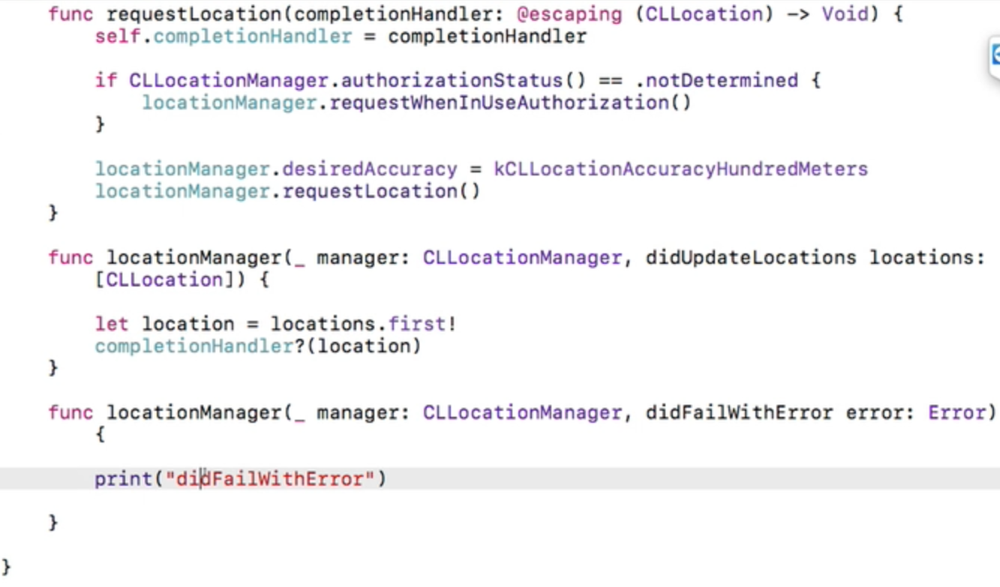 func requestLocation(completionHandler: @escaping (CLLocation) -> Void) {
self.completionHandler = completionHandler
if CLLocationManager.authorizationStatus() == .notDetermined {
locationManager.requestWhenInUseAuthorization()
}
locationManager.desiredAccuracy = kCLLocationAccuracyHundredMeters
locationManager.requestLocation()
}
func locationManager(_ manager: CLLocationManager, didUpdateLocations locations:
[CLLocation]) {
let location = locations.first!
completionHandler?(location)
}
func locationManager(_ manager: CLLocationManager, didFailWithError error: Error)
{
print("didFailWithError")
}
}